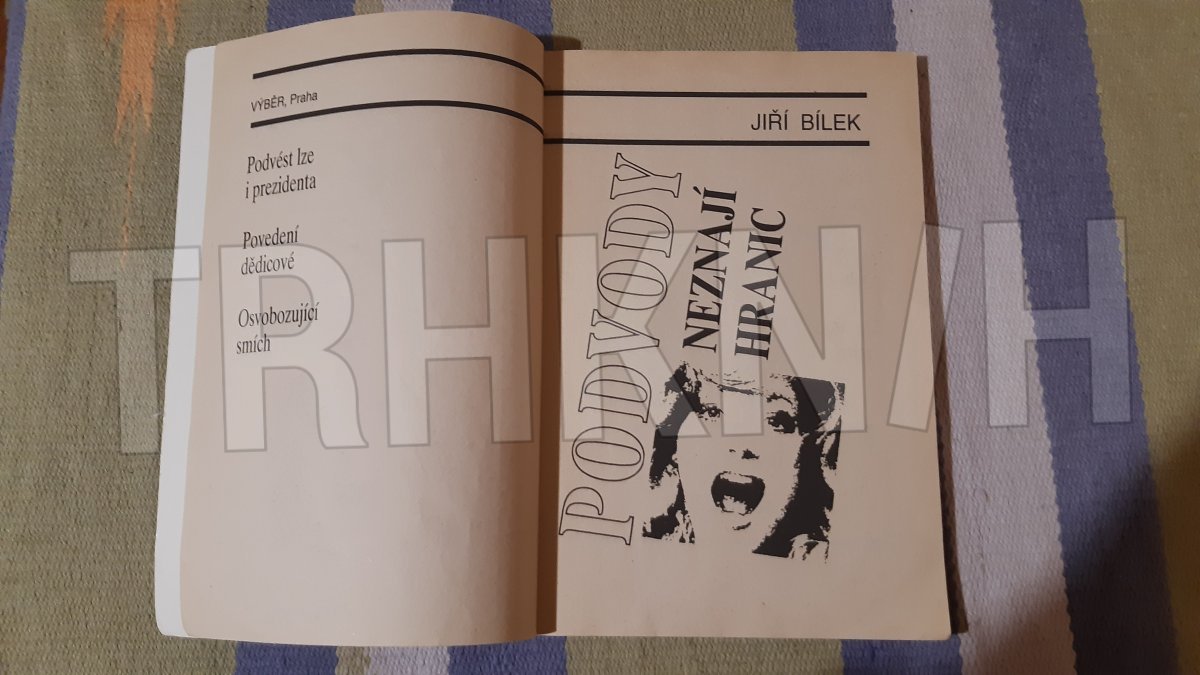 VÝBĚR, Praha
Podvést lze
i prezidenta
Povedení
dědicové
Osvobozující
smích
JIŘÍ BÍLEK
PODVODY
NEZNAJÍ
HRANIC
TRHKNIH